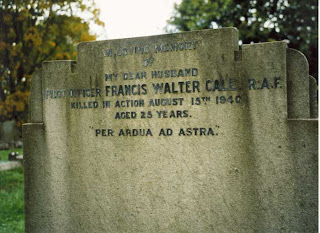 IN LOVING MEMORY
OF
MY DEAR HUSBAND
PILOT OFFICER FRANCIS WALTER CALE, R.A.F.
KILLED IN ACTION AUGUST 15TH 1940,
AGED 25 YEARS.
"PER ARDUA AD ASTRA."